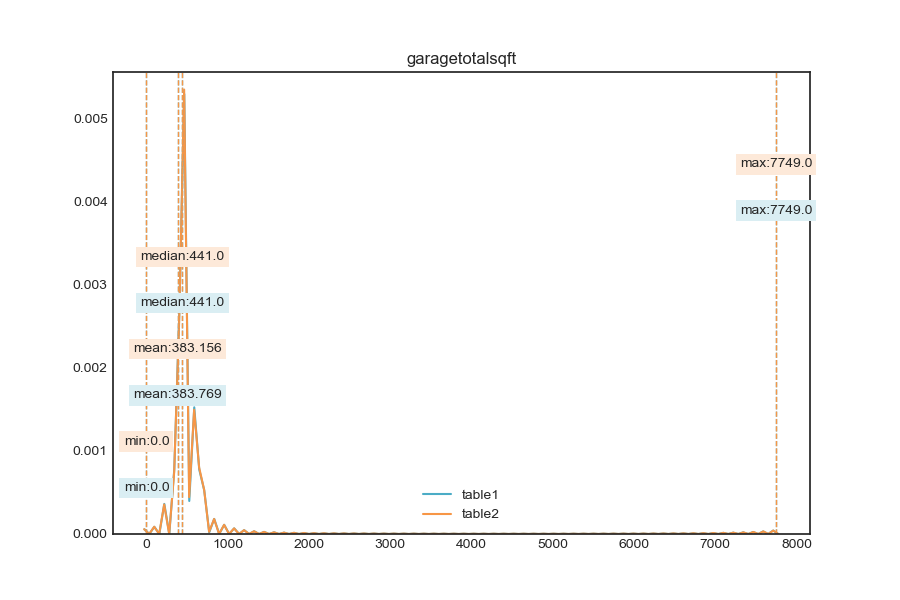 garagetotalsqft
0.005
0.004
0.003
0.002
0.001
0.000
max:7749.0
max:7749.0
median:441.0
median:441.0
mean:383.156
mean:383.769
min:0.0
min:0.0
table1
table2
0 1000 2000 3000 4000 5000 6000 7000 8000